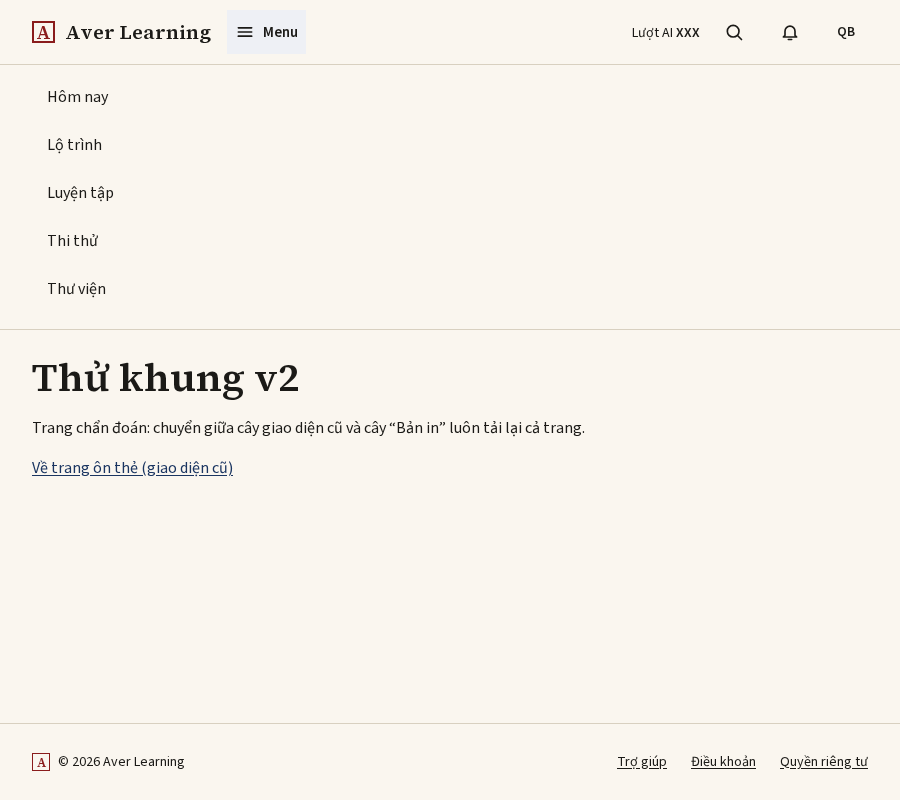 A Aver Learning Menu Lượt AI XXX QB
Hôm nay
Lộ trình
Luyện tập
Thi thử
Thư viện
Thử khung v2
Trang chẩn đoán: chuyển giữa cây giao diện cũ và cây “Bản in” luôn tải lại cả trang.
Về trang ôn thẻ (giao diện cũ)
A © 2026 Aver Learning Trợ giúp Điều khoản Quyền riêng tư